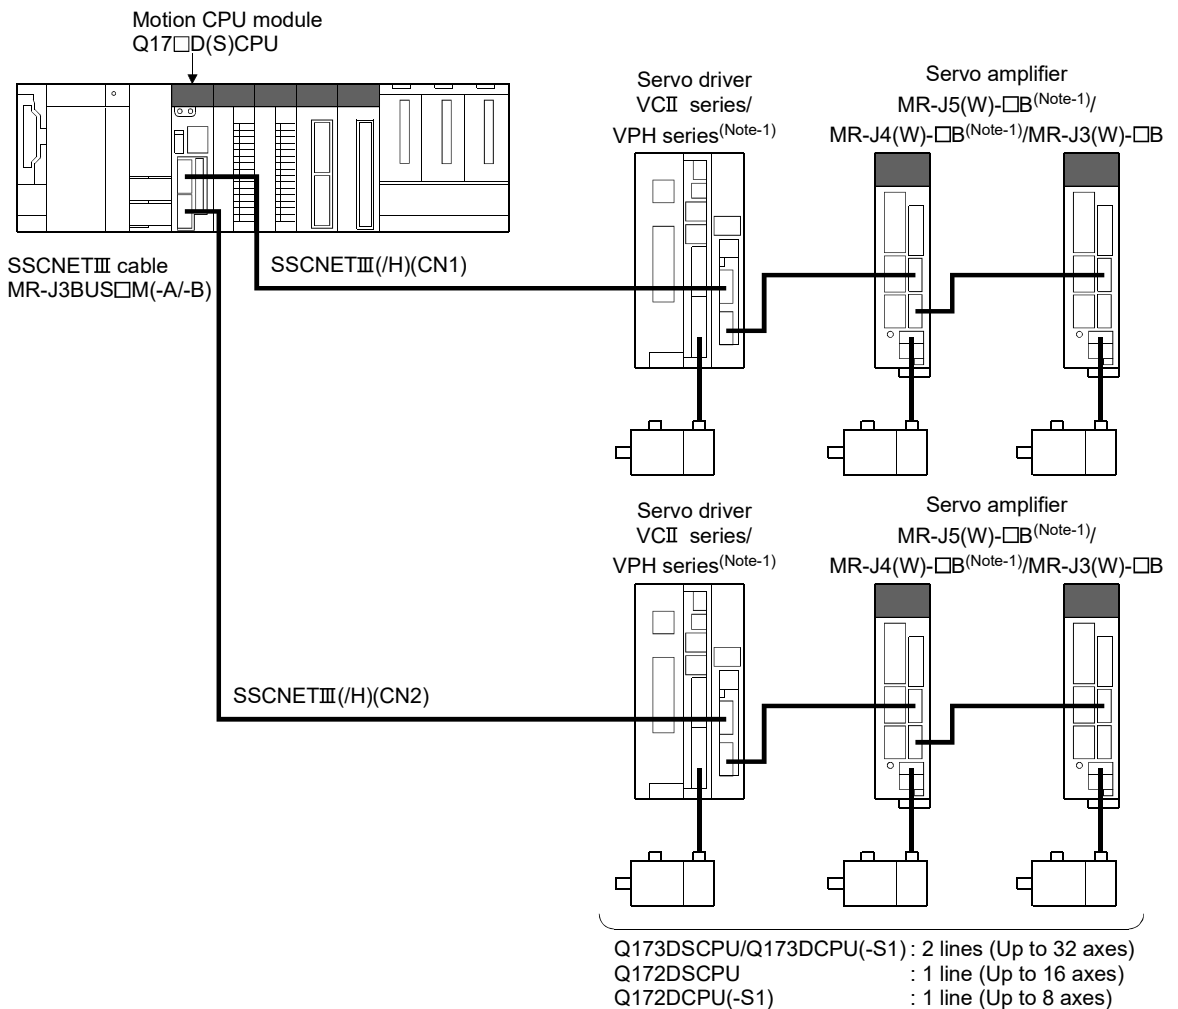 Motion CPU module
Q17□D(S)CPU
Servo driver
VCⅡ series/
VPH series(Note-1)
Servo amplifier
MR-J5(W)-□B(Note-1)/
MR-J4(W)-□B(Note-1)/MR-J3(W)-□B
SSCNETⅢ cable
MR-J3BUS□M(-A/-B)
SSCNETⅢ(/H)(CN1)
Servo driver
VCⅡ series/
VPH series(Note-1)
Servo amplifier
MR-J5(W)-□B(Note-1)/
MR-J4(W)-□B(Note-1)/MR-J3(W)-□B
SSCNETⅢ(/H)(CN2)
Q173DSCPU/Q173DCPU(-S1) : 2 lines (Up to 32 axes)
Q172DSCPU : 1 line (Up to 16 axes)
Q172DCPU(-S1) : 1 line (Up to 8 axes)